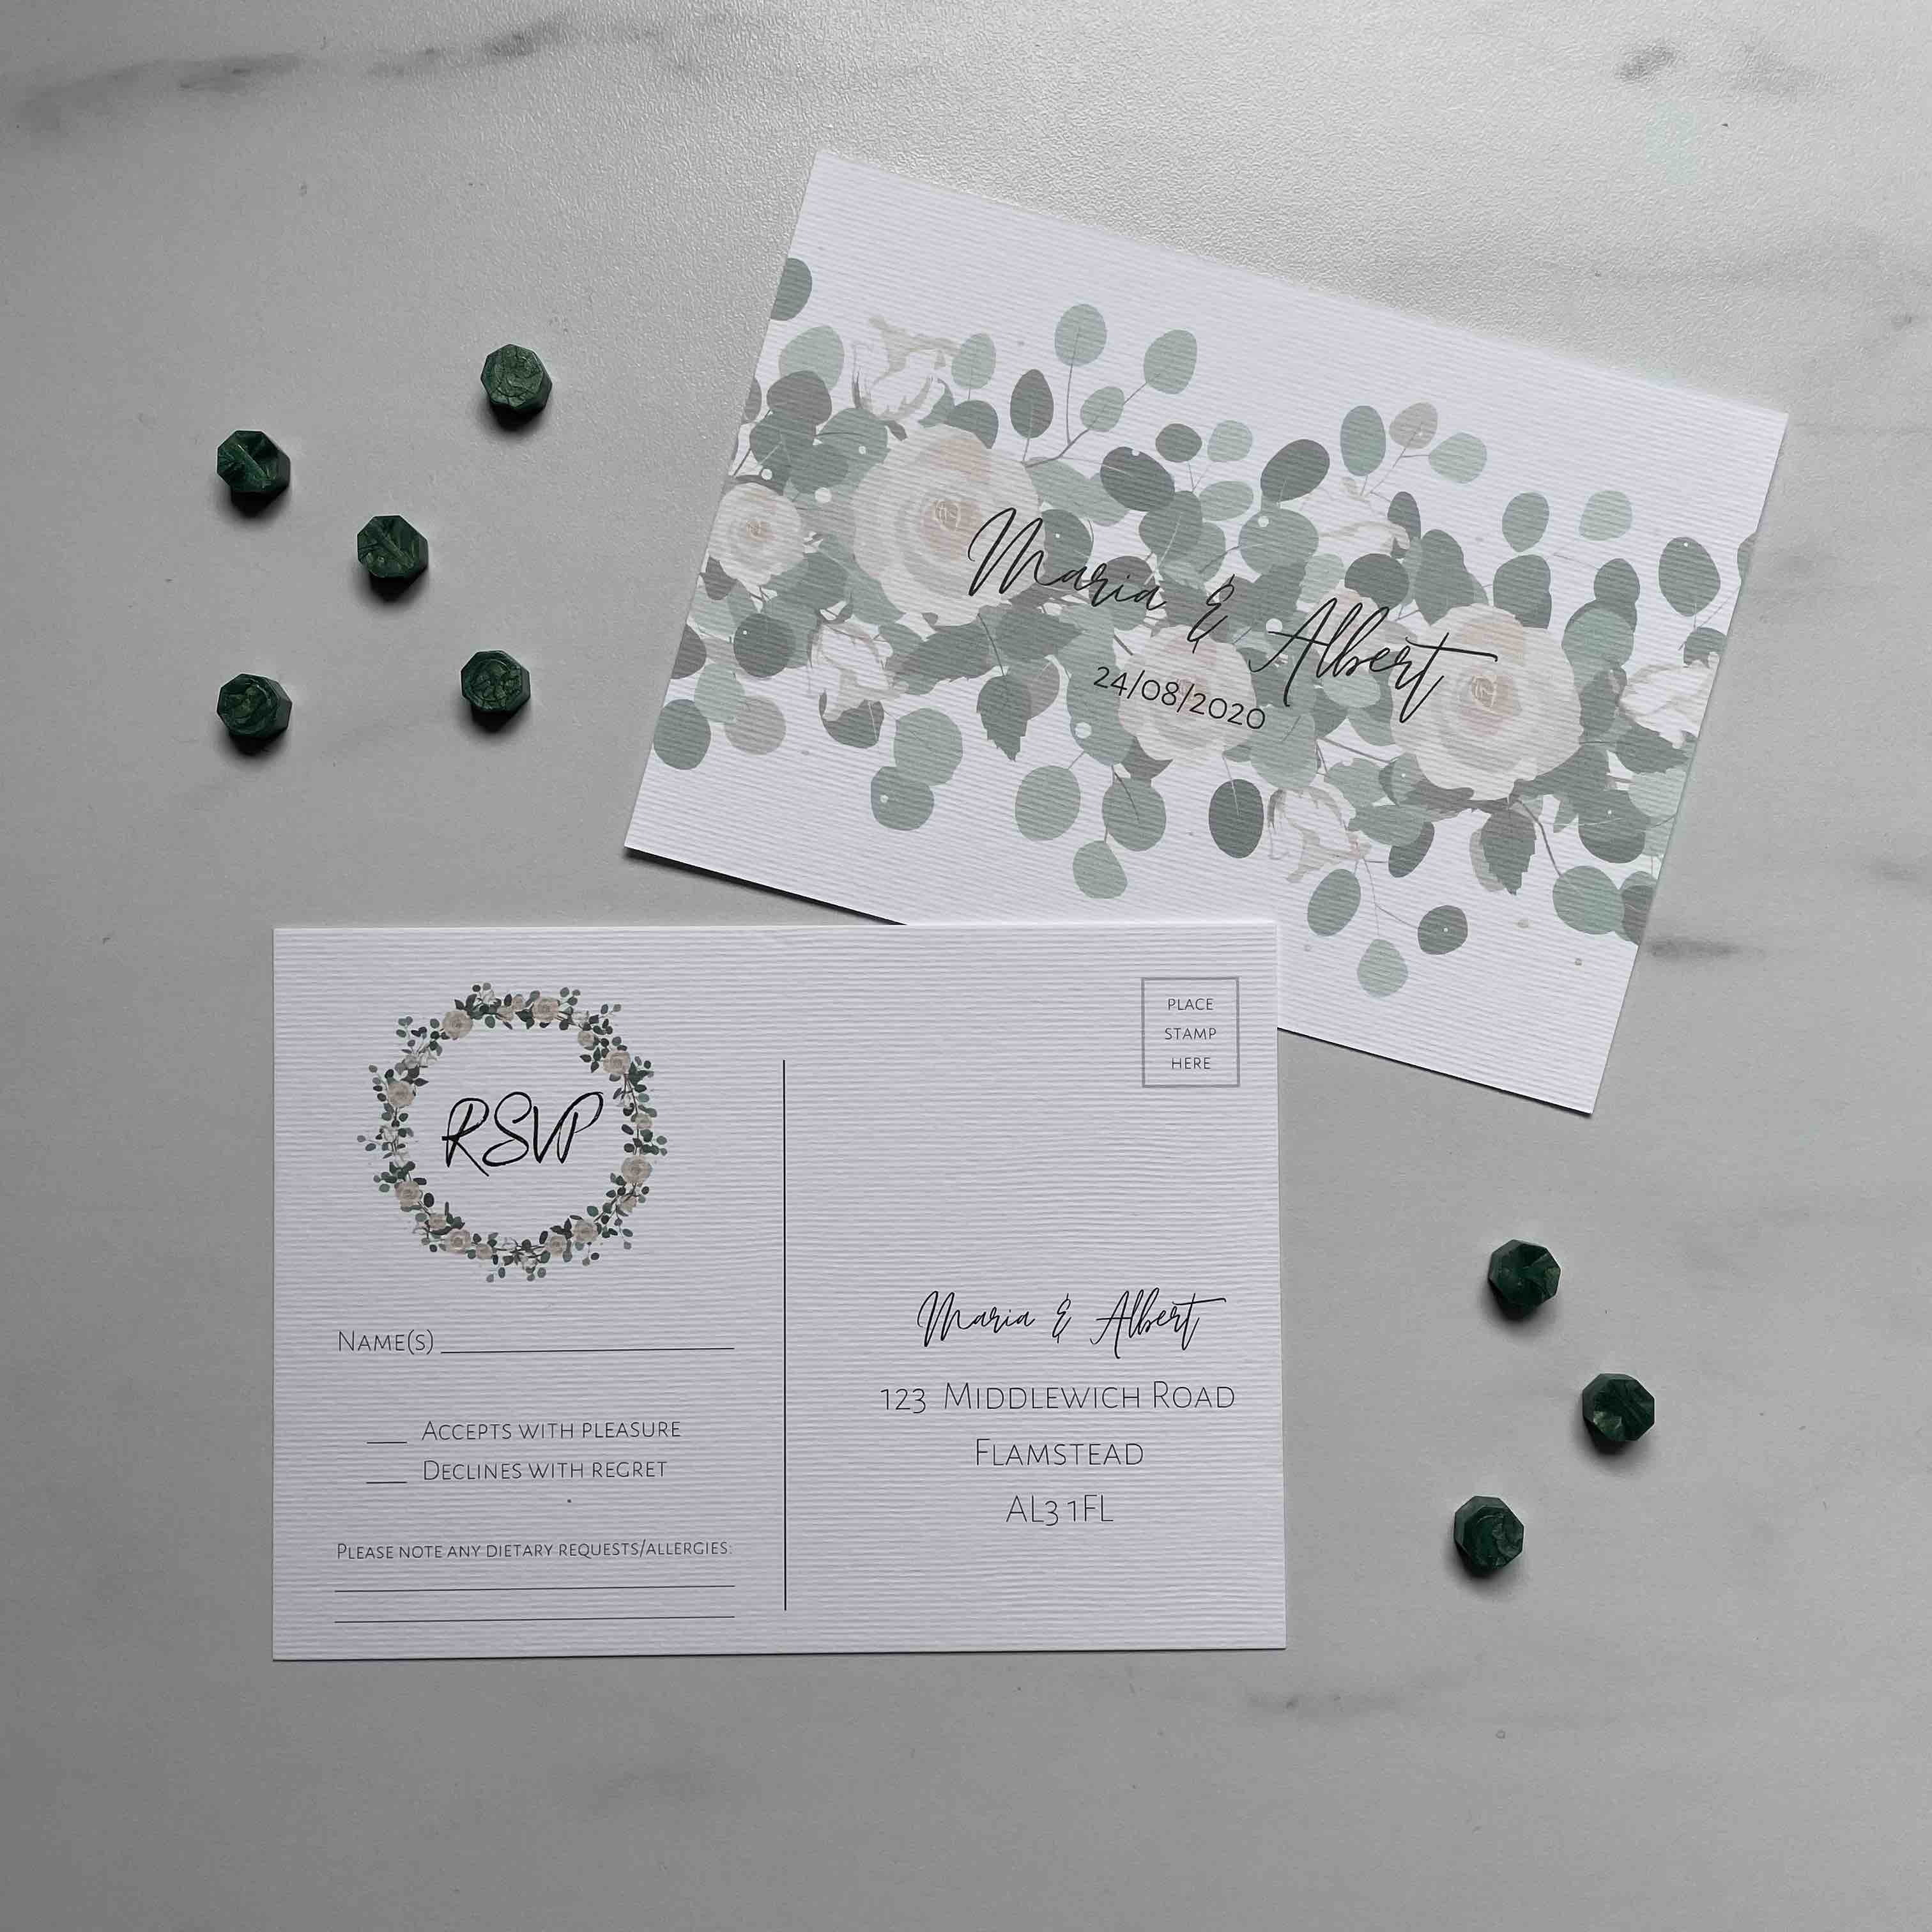 Maria & Albert
24/08/2020
RSVP
NAME(S)
ACCEPTS WITH PLEASURE
DECLINES WITH REGRET
PLEASE NOTE ANY DIETARY REQUESTS/ALLERGIES:
PLACE
STAMP
HERE
Maria & Albert
123 MIDDLEWICH ROAD
FLAMSTEAD
AL3 1FL